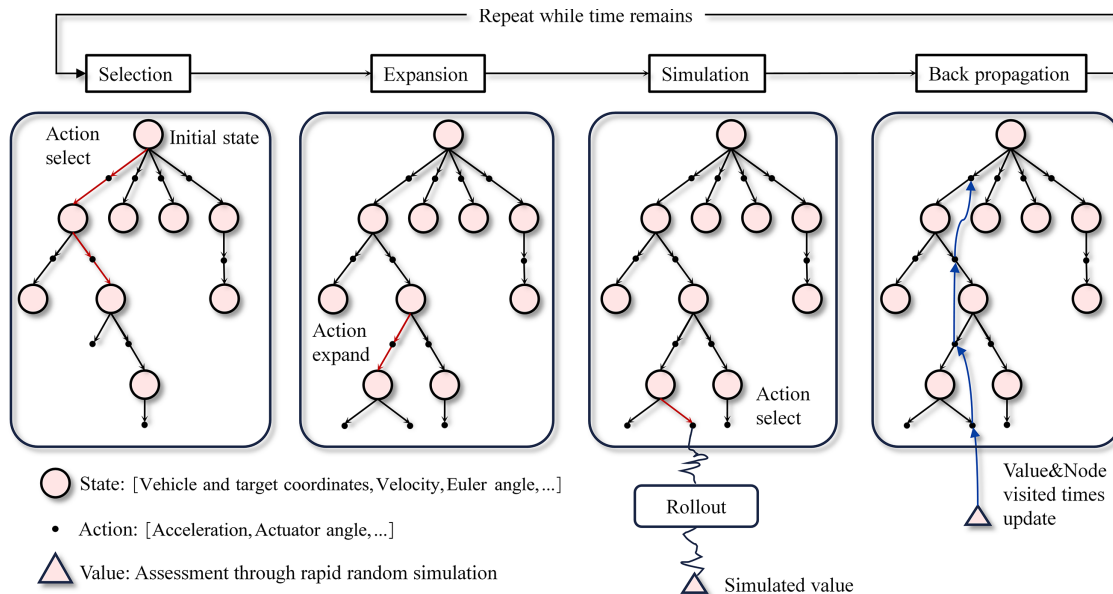 Repeat while time remains
Selection
Expansion
Simulation
Back propagation
Action
select
Initial state
Action
expand
Action
select
State: [Vehicle and target coordinates, Velocity, Euler angle, ...]
Action: [Acceleration, Actuator angle, ...]
Value: Assessment through rapid random simulation
Rollout
Simulated value
Value&Node
visited times
update